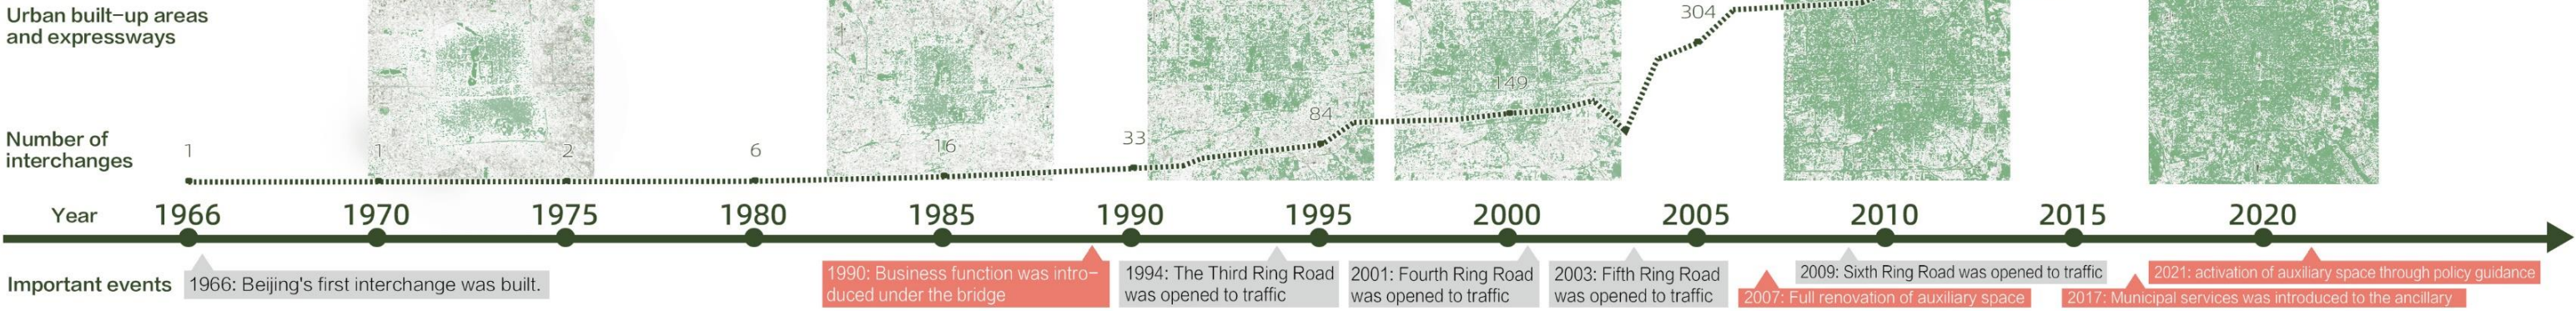 Urban built-up areas
and expressways
304
149
84
Number of
interchanges
1
1
2
6
16
33
Year
1966
1970
1975
1980
1985
1990
1995
2000
2005
2010
2015
2020
Important events
1966: Beijing's first interchange was built.
1990: Business function was intro-
duced under the bridge
1994: The Third Ring Road
was opened to traffic
2001: Fourth Ring Road
was opened to traffic
2003: Fifth Ring Road
was opened to traffic
2007: Full renovation of auxiliary space
2009: Sixth Ring Road was opened to traffic
2017: Municipal services was introduced to the ancillary
2021: activation of auxiliary space through policy guidance